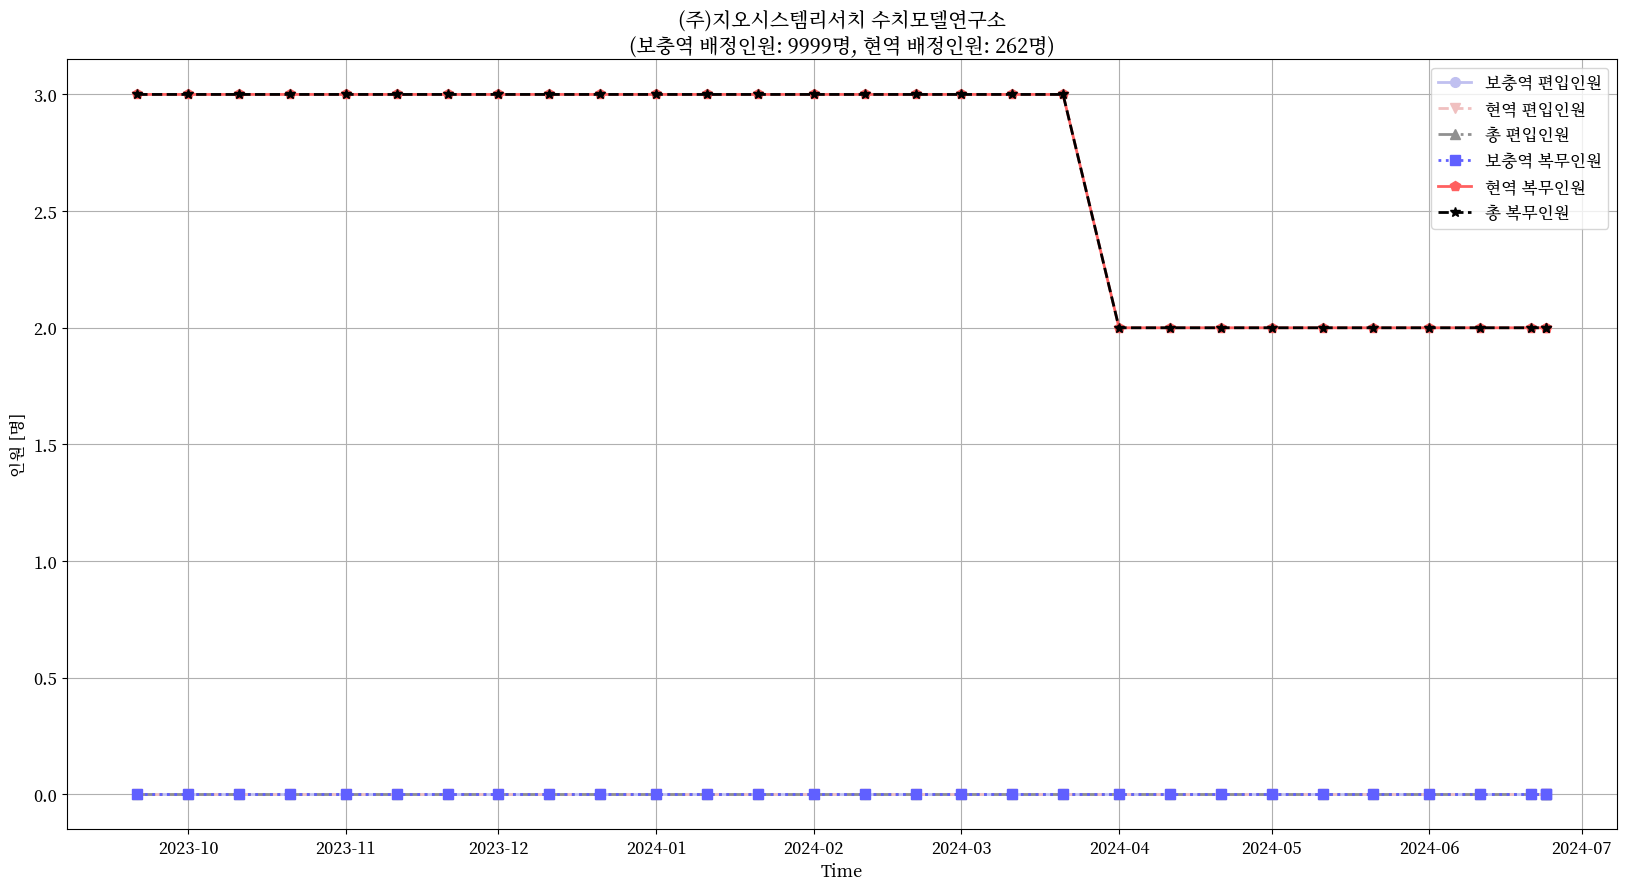 (주)지오시스템리서치 수치모델연구소
(보충역 배정인원: 9999명, 현역 배정인원: 262명)
보충역 편입인원
현역 편입인원
총 편입인원
보충역 복무인원
현역 복무인원
총 복무인원
인원 [명]
3.0
2.5
2.0
1.5
1.0
0.5
0.0
2023-10 2023-11 2023-12 2024-01 2024-02 2024-03 2024-04 2024-05 2024-06 2024-07
Time